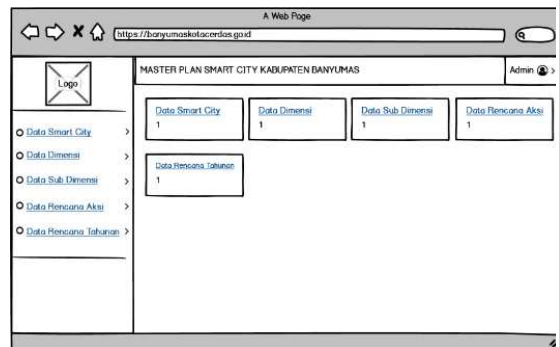 A Web Page
https://banyumaskotacerdas.go.id
Logo
MASTER PLAN SMART CITY KABUPATEN BANYUMAS
Admin
Data Smart City
Data Dimensi
Data Sub Dimensi
Data Rencana Aksi
Data Rencana Tahunan
Data Smart City
1
Data Dimensi
1
Data Sub Dimensi
1
Data Rencana Aksi
1
Data Rencana Tahunan
1